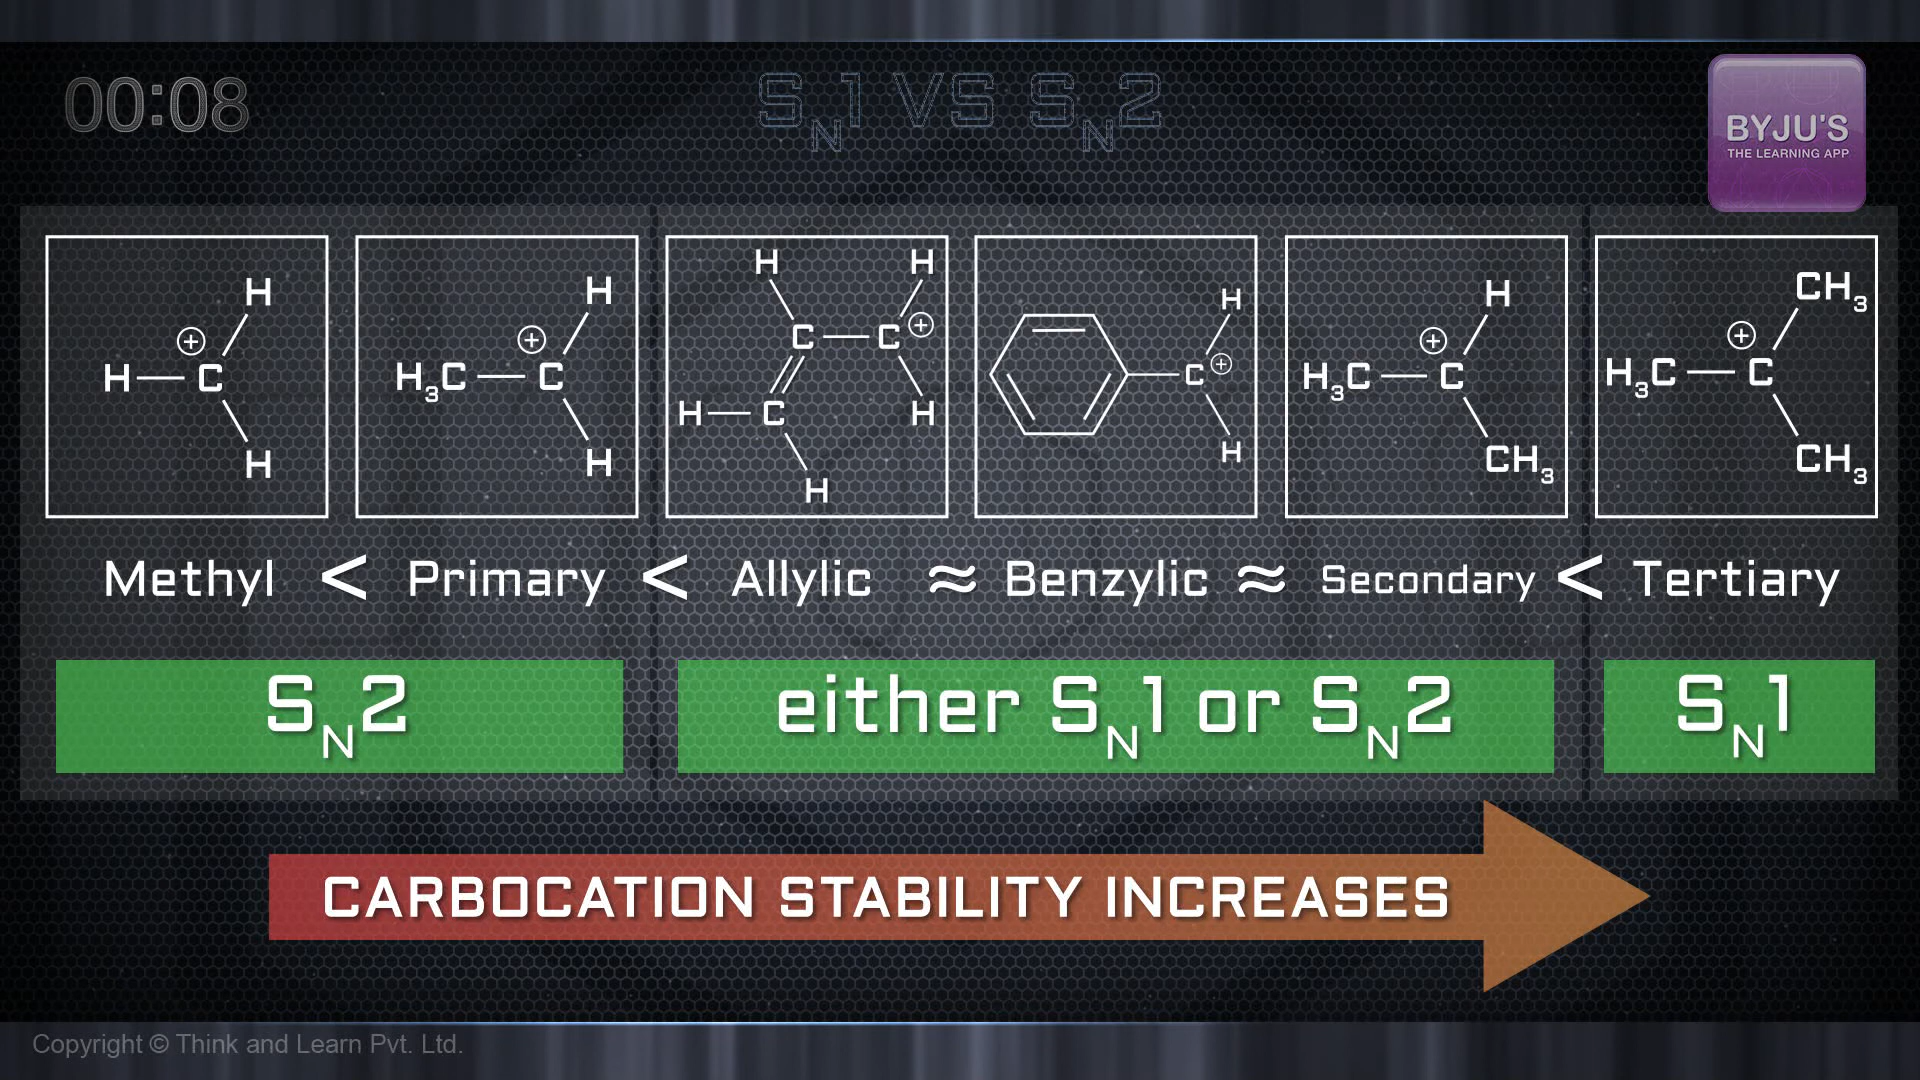 00:08
SN1 VS SN2
BYJU'S
THE LEARNING APP
H
H C ⊕
H
H
H3C C ⊕
H
H H
C C ⊕
H C H
H
H
C ⊕
H
H
H3C C ⊕
CH3
CH3
H3C C ⊕
CH3
Methyl < Primary < Allylic ≈ Benzylic ≈ Secondary < Tertiary
SN2 either SN1 or SN2 SN1
CARBOCATION STABILITY INCREASES
Copyright © Think and Learn Pvt. Ltd.